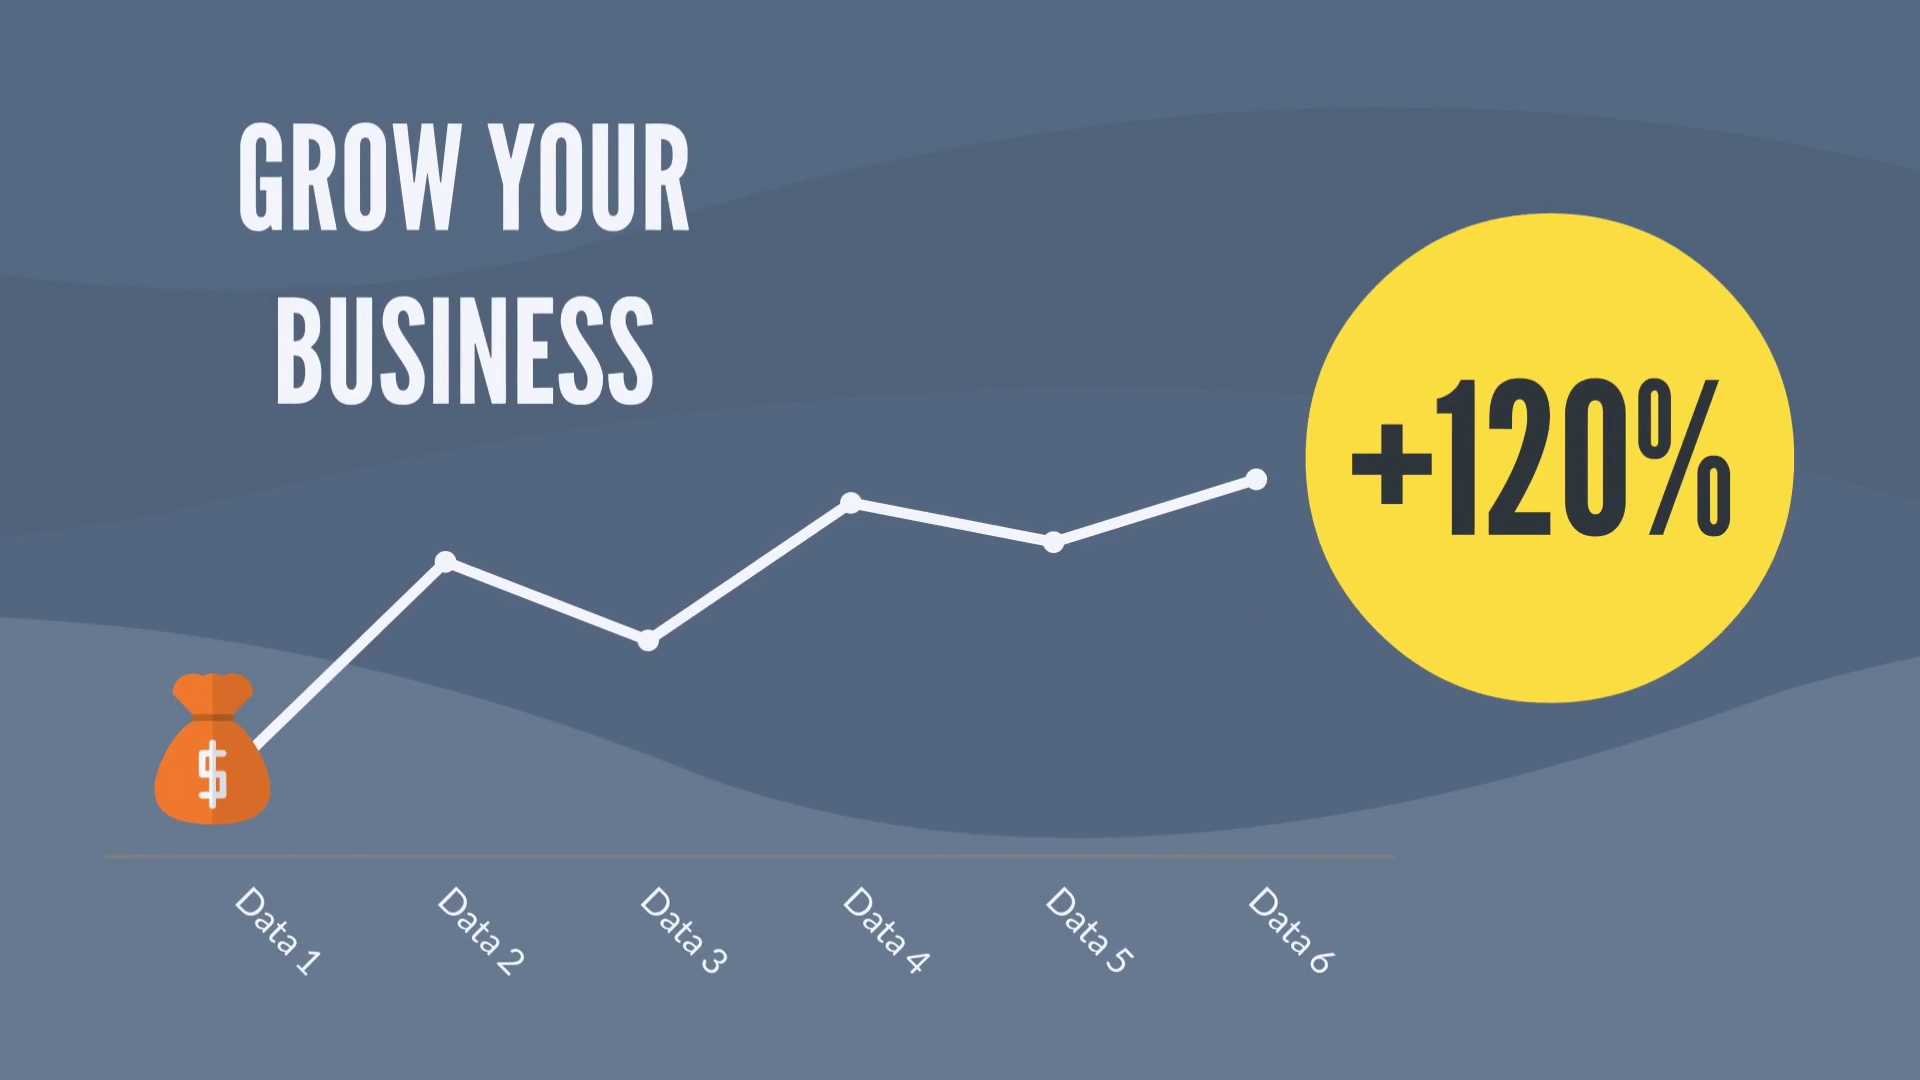 GROW YOUR
BUSINESS
+120%
$
Data 1
Data 2
Data 3
Data 4
Data 5
Data 6